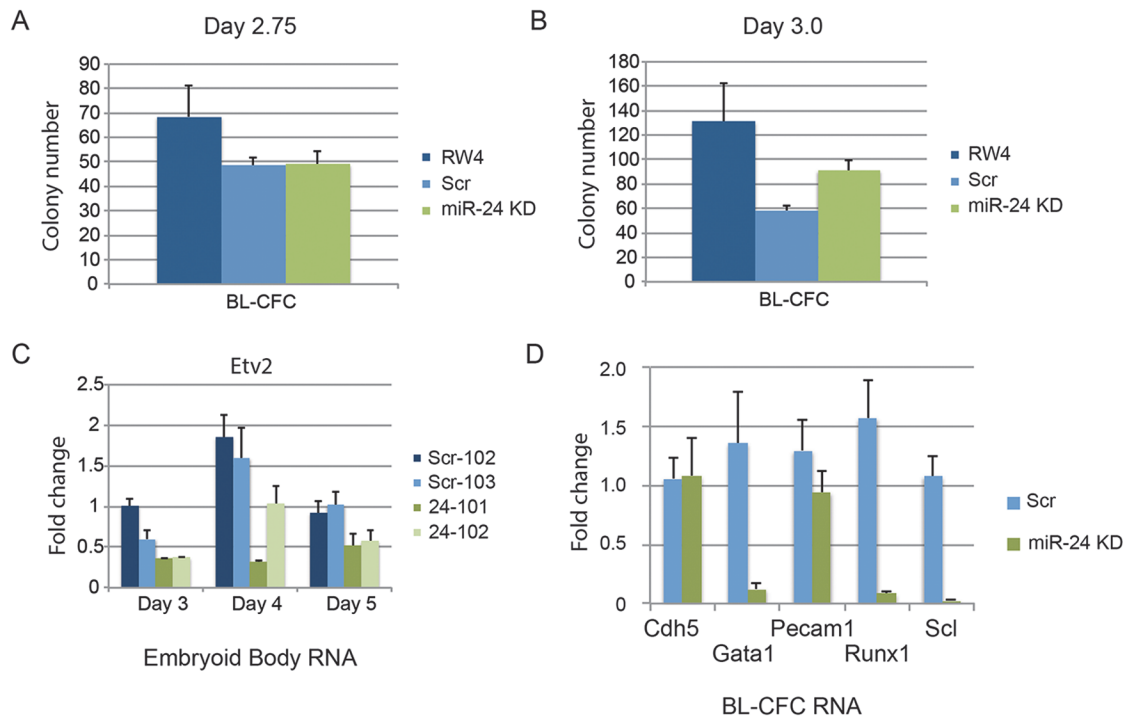 A
Day 2.75
90
80
70
60
50
40
30
20
10
0
Colony number
BL-CFC
RW4
Scr
miR-24 KD
B
Day 3.0
180
160
140
120
100
80
60
40
20
0
Colony number
BL-CFC
RW4
Scr
miR-24 KD
C
Etv2
2.5
2
1.5
1
0.5
0
Fold change
Day 3 Day 4 Day 5
Embryoid Body RNA
Scr-102
Scr-103
24-101
24-102
D
2.0
1.5
1.0
0.5
0
Fold change
Cdh5 Pecam1 Scl
Gata1 Runx1
BL-CFC RNA
Scr
miR-24 KD